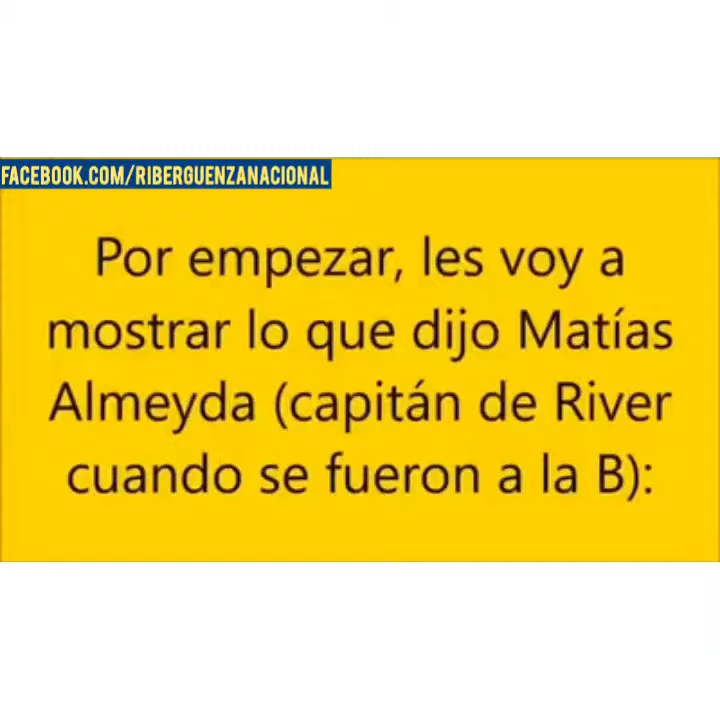 FACEBOOK.COM/RIBERGUENZANACIONAL
Por empezar, les voy a
mostrar lo que dijo Matías
Almeyda (capitán de River
cuando se fueron a la B):